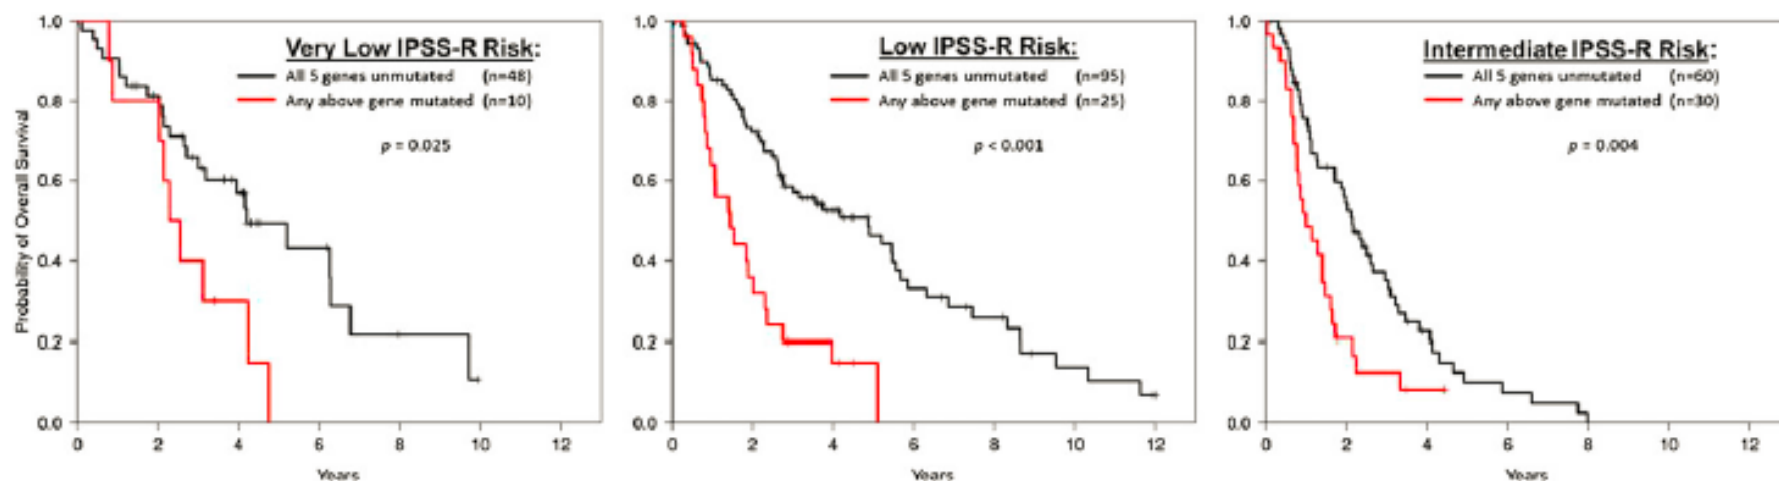 Very Low IPSS-R Risk:
All 5 genes unmutated (n=48)
Any above gene mutated (n=10)
p = 0.025
Probability of Overall Survival
1.0
0.8
0.6
0.4
0.2
0.0
0 2 4 6 8 10 12
Years
Low IPSS-R Risk:
All 5 genes unmutated (n=95)
Any above gene mutated (n=25)
p < 0.001
1.0
0.8
0.6
0.4
0.2
0.0
0 2 4 6 8 10 12
Years
Intermediate IPSS-R Risk:
All 5 genes unmutated (n=60)
Any above gene mutated (n=30)
p = 0.004
1.0
0.8
0.6
0.4
0.2
0.0
0 2 4 6 8 10 12
Years